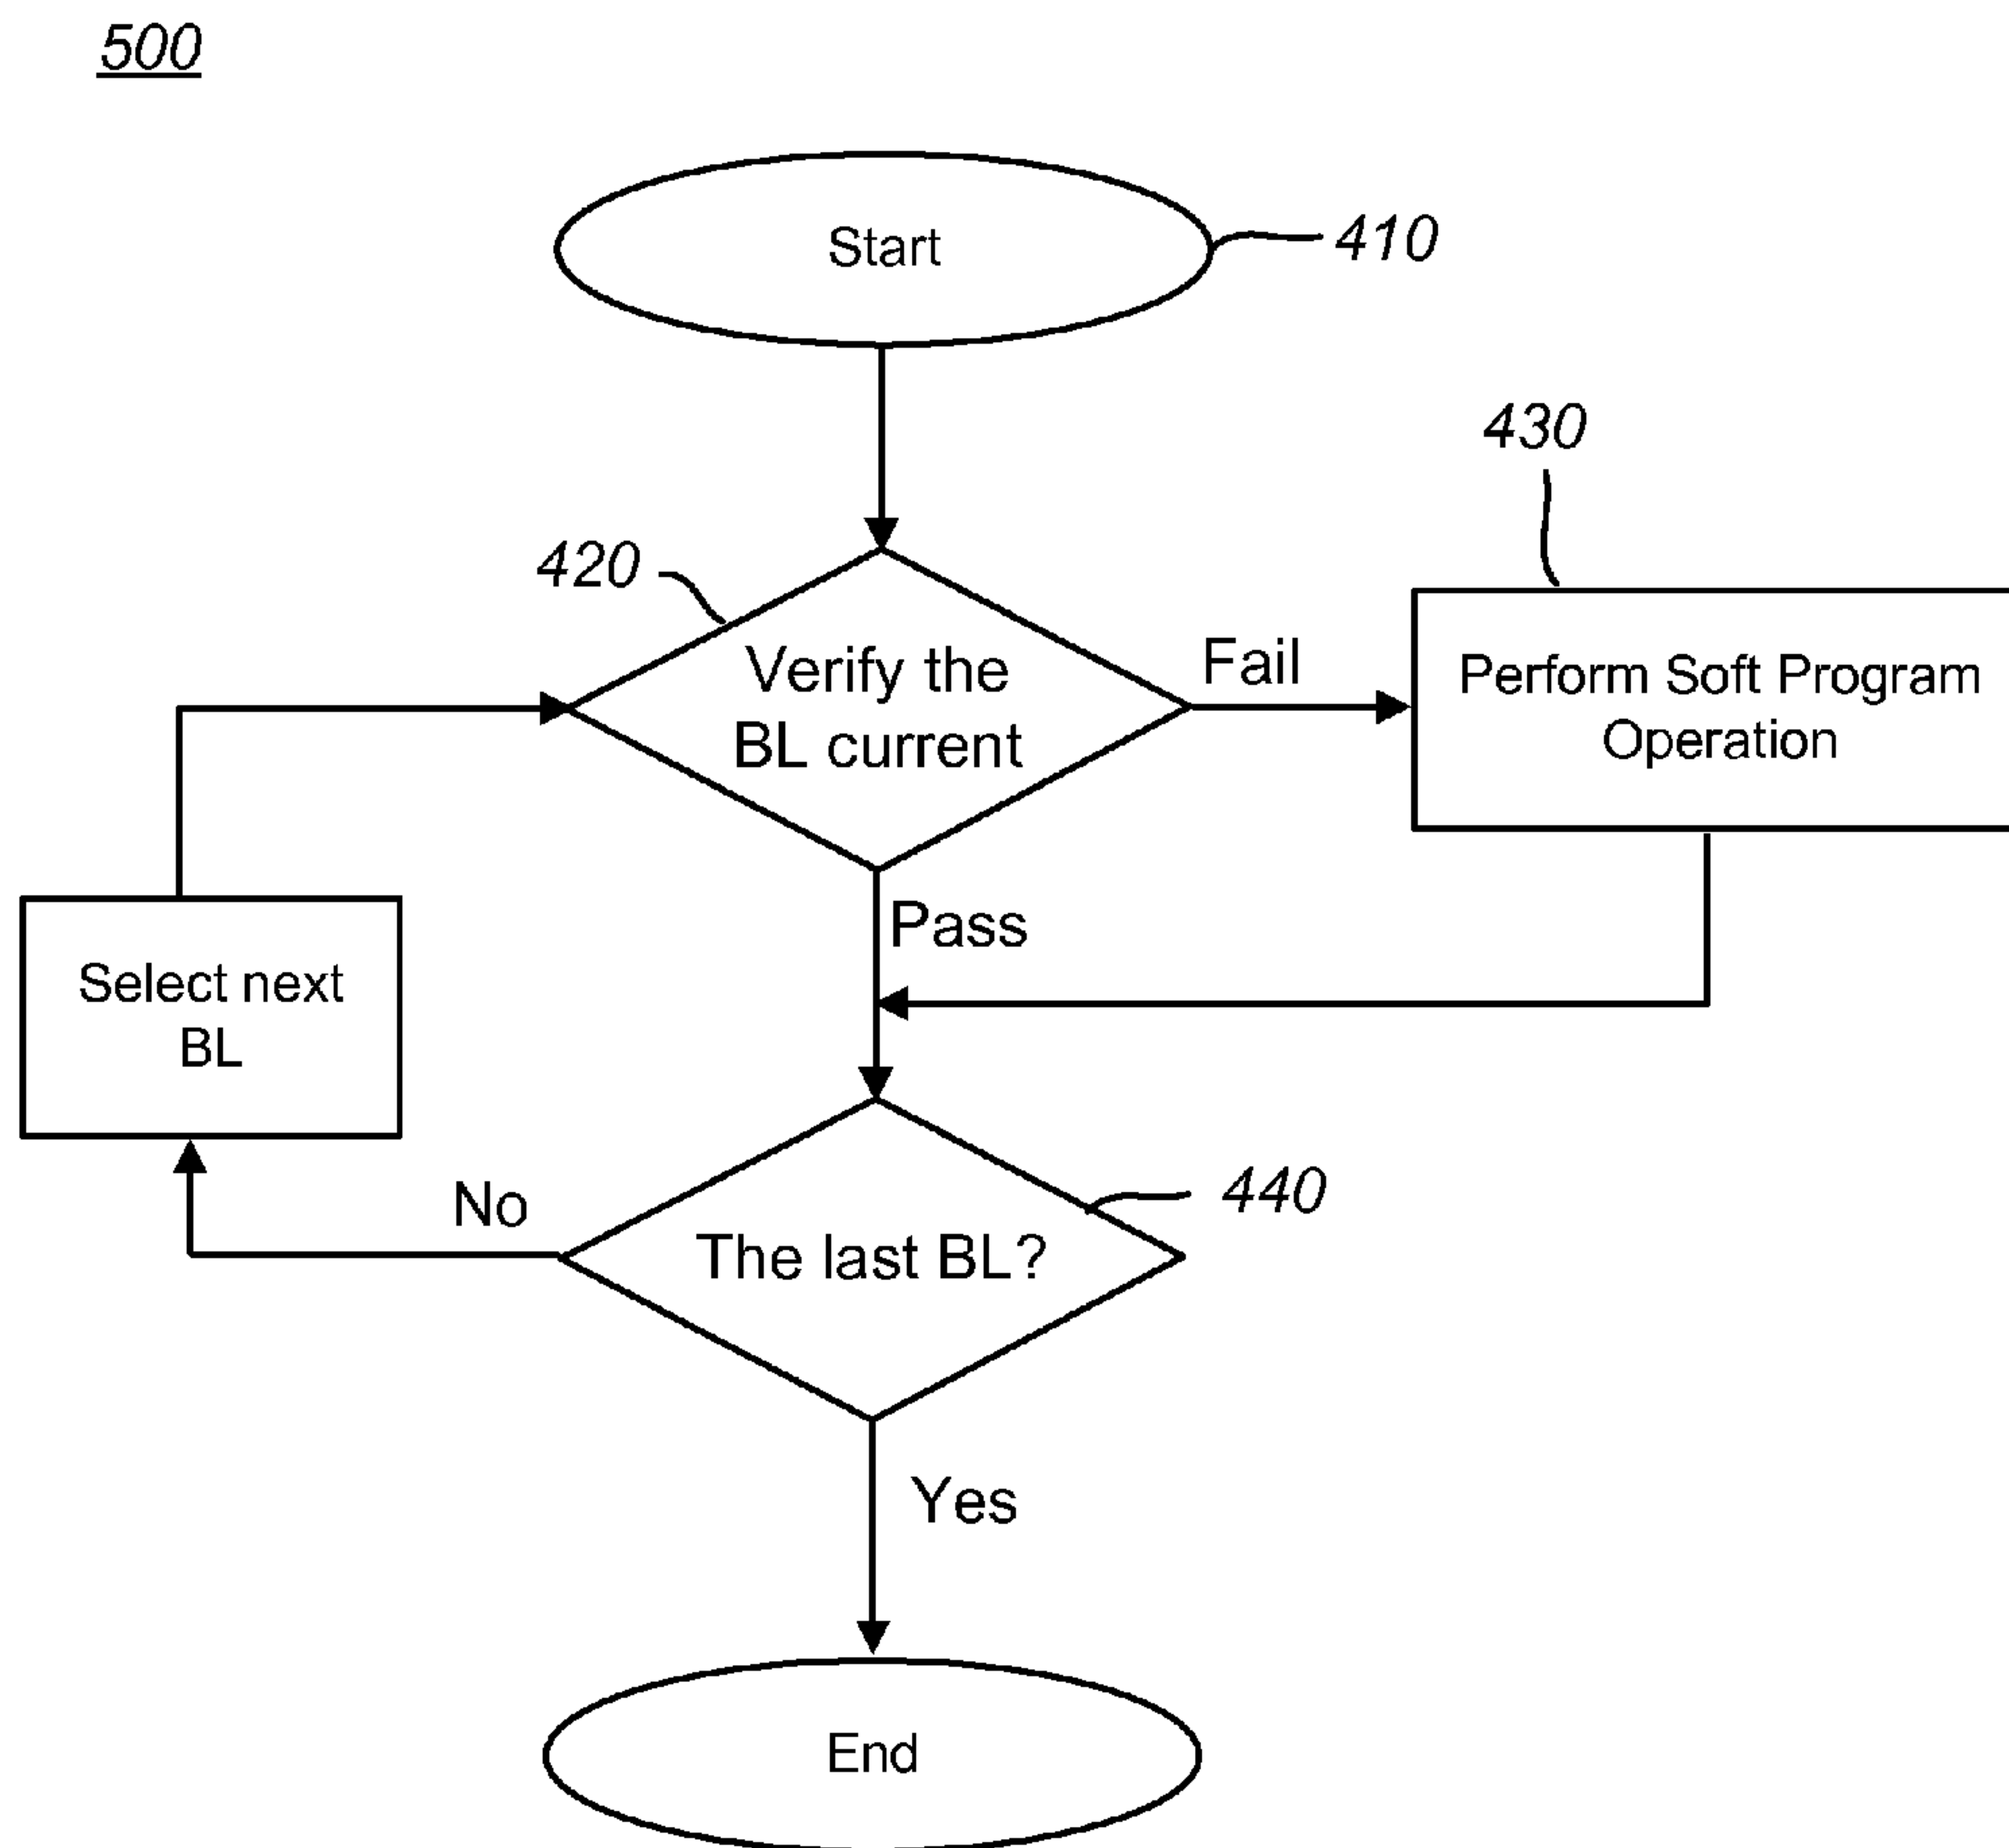 500
Start
410
430
420
Verify the
BL current
Fail
Perform Soft Program
Operation
Pass
Select next
BL
440
No
The last BL?
Yes
End